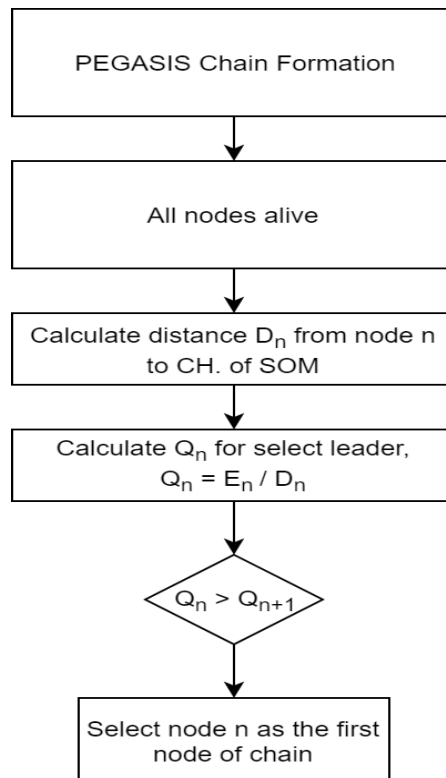 PEGASIS Chain Formation
All nodes alive
Calculate distance Dₙ from node n
to CH. of SOM
Calculate Qₙ for select leader,
Qₙ = Eₙ / Dₙ
Qₙ > Qₙ₊₁
Select node n as the first
node of chain